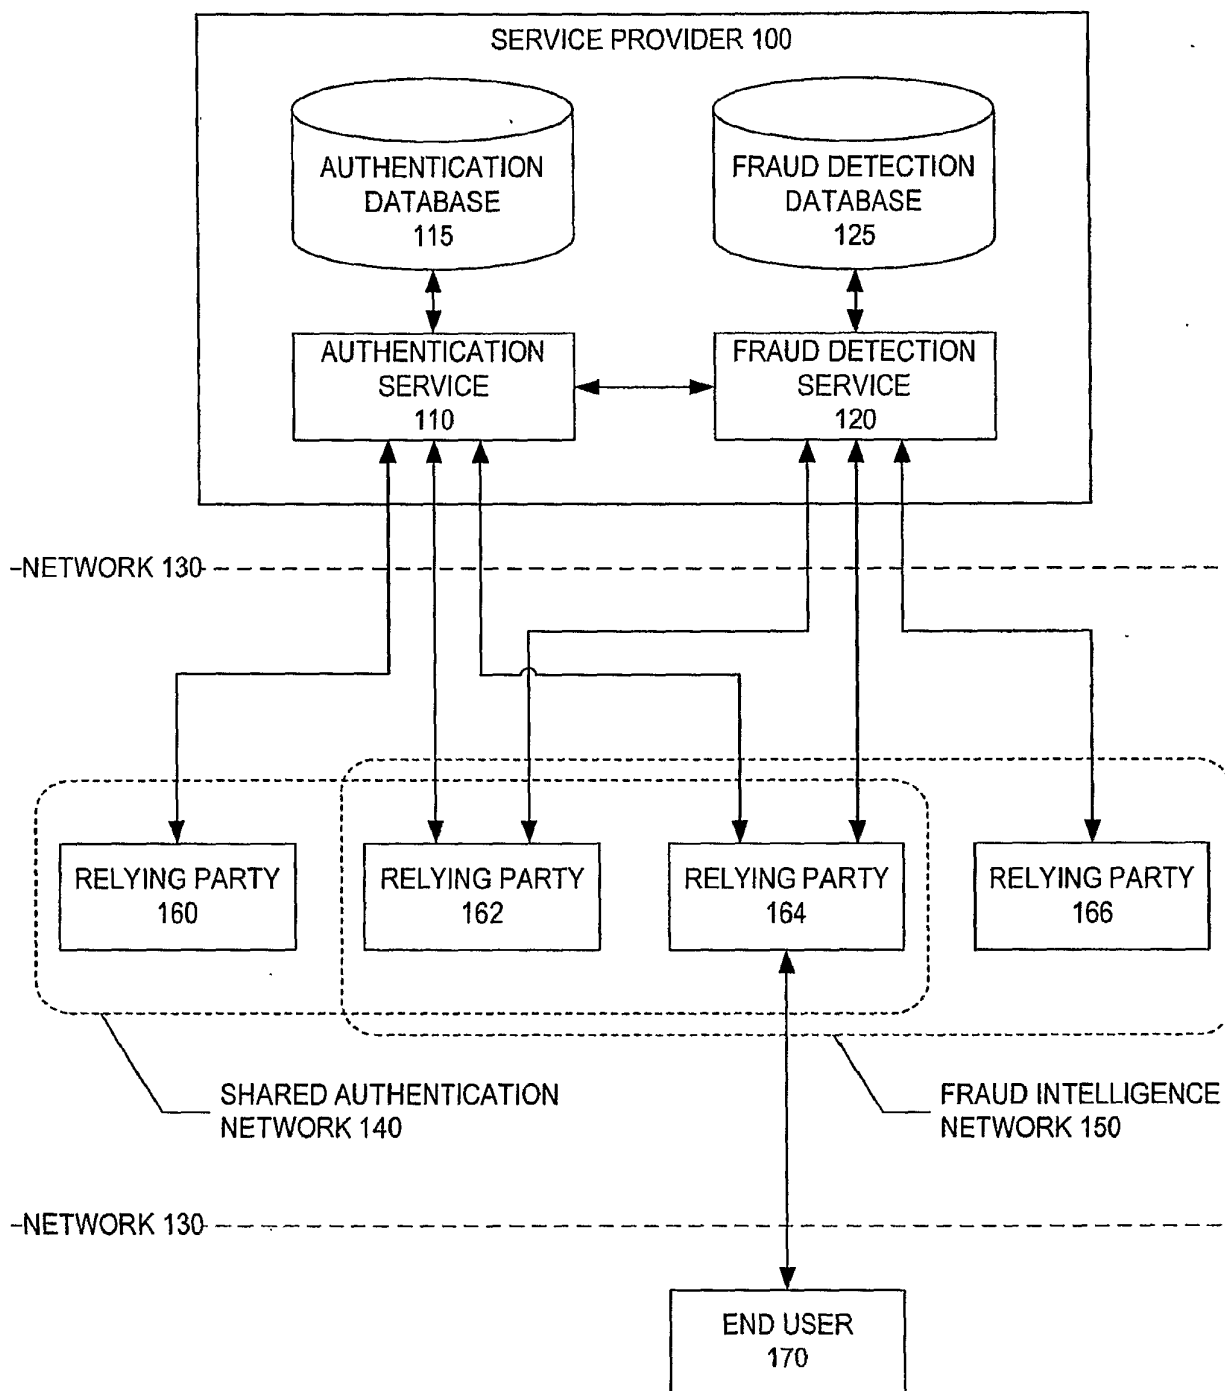 SERVICE PROVIDER 100
AUTHENTICATION
DATABASE
115
FRAUD DETECTION
DATABASE
125
AUTHENTICATION
SERVICE
110
FRAUD DETECTION
SERVICE
120
NETWORK 130
RELYING PARTY
160
RELYING PARTY
162
RELYING PARTY
164
RELYING PARTY
166
SHARED AUTHENTICATION
NETWORK 140
FRAUD INTELLIGENCE
NETWORK 150
NETWORK 130
END USER
170